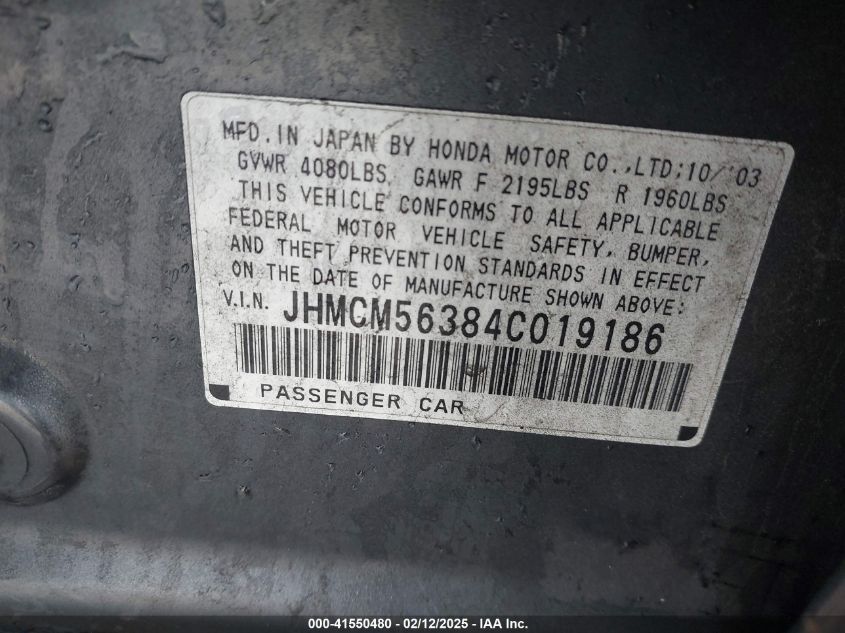 MFD.IN JAPAN BY HONDA MOTOR CO.,LTD;10/'03
GVWR 4080LBS GAWR F 2195LBS R 1960LBS
THIS VEHICLE CONFORMS TO ALL APPLICABLE
FEDERAL MOTOR VEHICLE SAFETY, BUMPER,
AND THEFT PREVENTION STANDARDS IN EFFECT
ON THE DATE OF MANUFACTURE SHOWN ABOVE:
V.I.N. JHMCM56384C019186
PASSENGER CAR
000-41550480 - 02/12/2025 - IAA Inc.